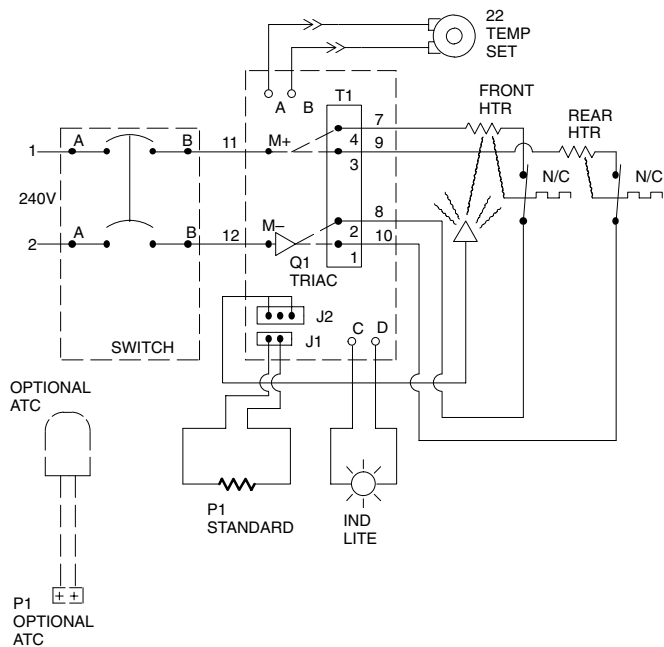 22
TEMP
SET
A B T1
FRONT
HTR
REAR
HTR
7
1 A B 11 M+ 4 9
3
N/C N/C
240V
8
2 A B 12 M– 2 10
Q1 1
TRIAC
J2
J1 C D
SWITCH
OPTIONAL
ATC
P1
STANDARD
IND
LITE
+ +
P1
OPTIONAL
ATC